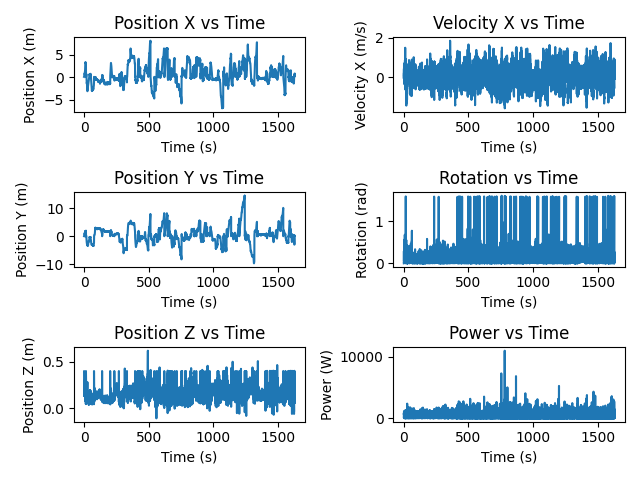 Position X vs Time
Position X (m)
5
0
−5
0
500
1000
1500
Time (s)
Velocity X vs Time
Velocity X (m/s)
2
0
0
500
1000
1500
Time (s)
Position Y vs Time
Position Y (m)
10
0
−10
0
500
1000
1500
Time (s)
Rotation vs Time
Rotation (rad)
1
0
0
500
1000
1500
Time (s)
Position Z vs Time
Position Z (m)
0.5
0.0
0
500
1000
1500
Time (s)
Power vs Time
Power (W)
10000
0
0
500
1000
1500
Time (s)